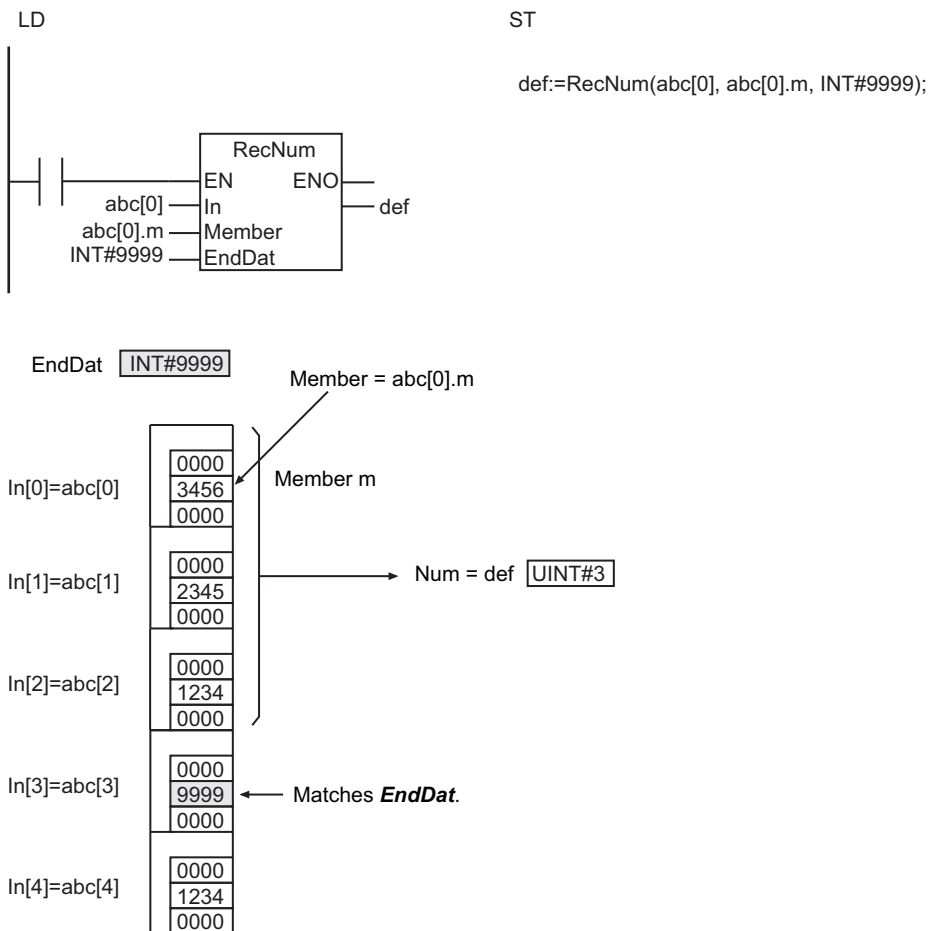 LD
ST
def:=RecNum(abc[0], abc[0].m, INT#9999);
RecNum
EN ENO
abc[0] In def
abc[0].m Member
INT#9999 EndDat
EndDat INT#9999
Member = abc[0].m
0000
In[0]=abc[0] 3456 Member m
0000
0000
In[1]=abc[1] 2345 Num = def UINT#3
0000
0000
In[2]=abc[2] 1234
0000
0000
In[3]=abc[3] 9999 Matches EndDat.
0000
0000
In[4]=abc[4] 1234
0000